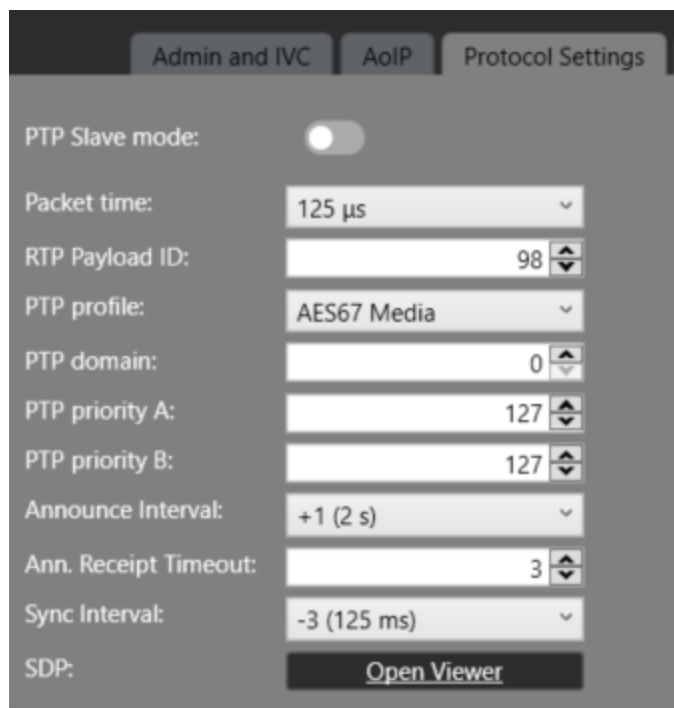 Admin and IVC AoIP Protocol Settings
PTP Slave mode:
Packet time: 125 µs
RTP Payload ID: 98
PTP profile: AES67 Media
PTP domain: 0
PTP priority A: 127
PTP priority B: 127
Announce Interval: +1 (2 s)
Ann. Receipt Timeout: 3
Sync Interval: -3 (125 ms)
SDP: Open Viewer